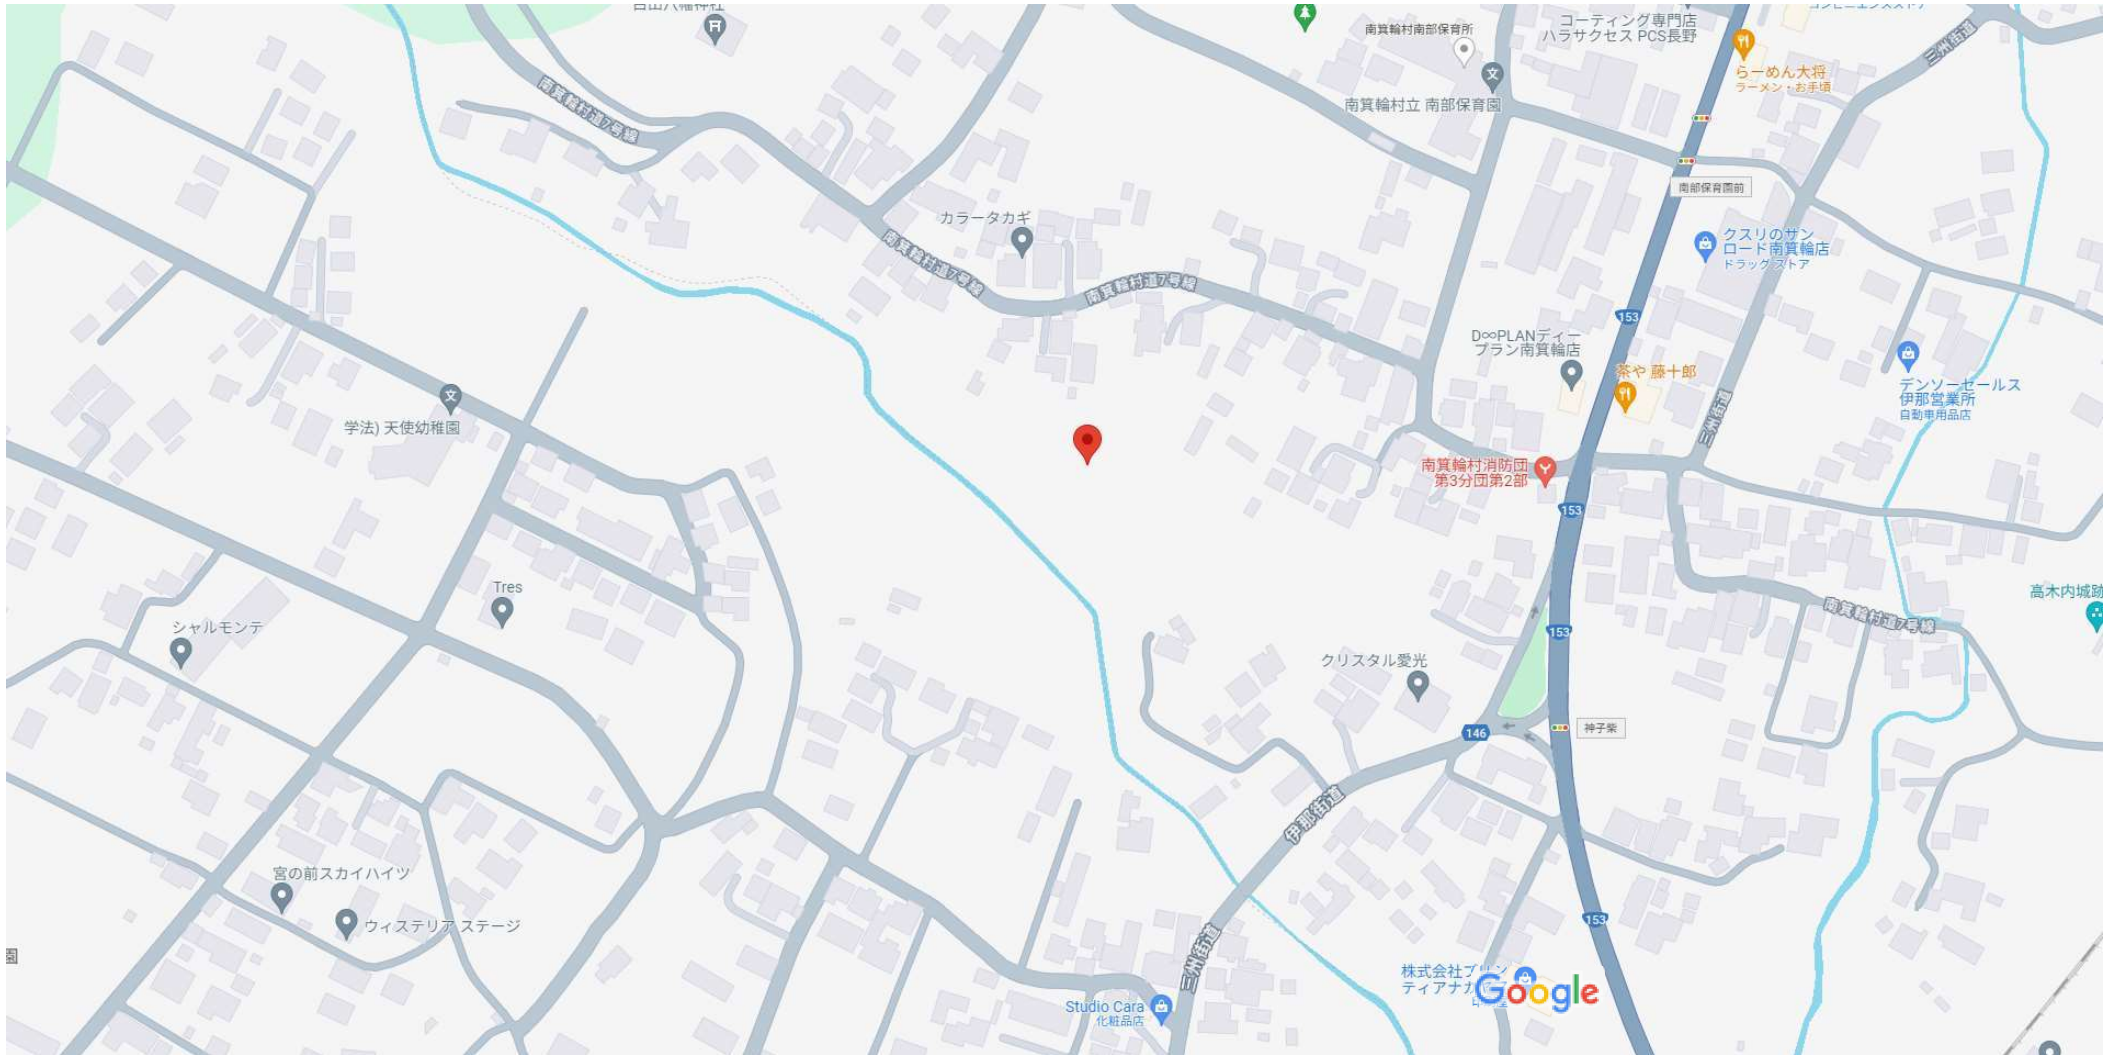 南箕輪村南部保育所
コーティング専門店
ハラサクセス PCS長野
三州街道
らーめん大将
ラーメン・お手頃
南箕輪村道7号線
南箕輪村立 南部保育園
南部保育園前
カラータカギ
南箕輪村道7号線
南箕輪村道7号線
クスリのサン
ロード南箕輪店
ドラッグストア
153
D∞PLANディー
プラン南箕輪店
茶や 藤十郎
デンソーセールス
伊那営業所
自動車用品店
三州街道
学法) 天使幼稚園
南箕輪村消防団
第3分団第2部
153
Tres
高木内城跡
南箕輪村道7号線
シャルモンテ
153
クリスタル愛光
146
神子柴
伊那街道
宮の前スカイハイツ
ウィステリア ステージ
153
三州街道
園
株式会社プリン
Google
Studio Cara
化粧品店